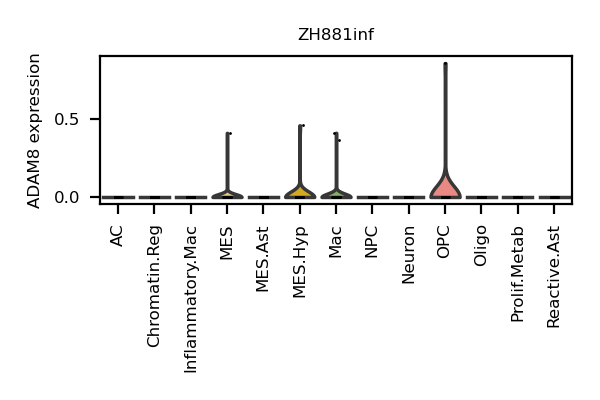 ZH881inf
ADAM8 expression
0.5
0.0
AC
Chromatin.Reg
Inflammatory.Mac
MES
MES.Ast
MES.Hyp
Mac
NPC
Neuron
OPC
Oligo
Prolif.Metab
Reactive.Ast